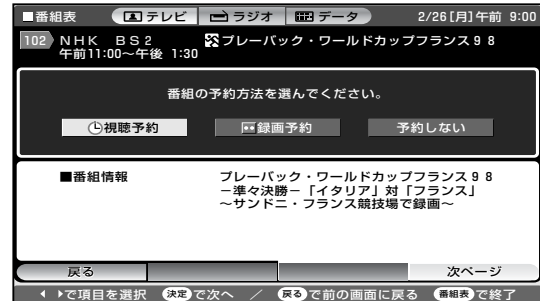 ■番組表 テレビ ラジオ データ 2/26[月]午前 9:00
102 NHK BS2 プレーバック・ワールドカップフランス98
午前11:00～午後 1:30
番組の予約方法を選んでください。
視聴予約 録画予約 予約しない
■番組情報 プレーバック・ワールドカップフランス98
－準々決勝－「イタリア」対「フランス」
～サンドニ・フランス競技場で録画～
戻る 次ページ
で項目を選択 決定で次へ ／ 戻るで前の画面に戻る 番組表で終了